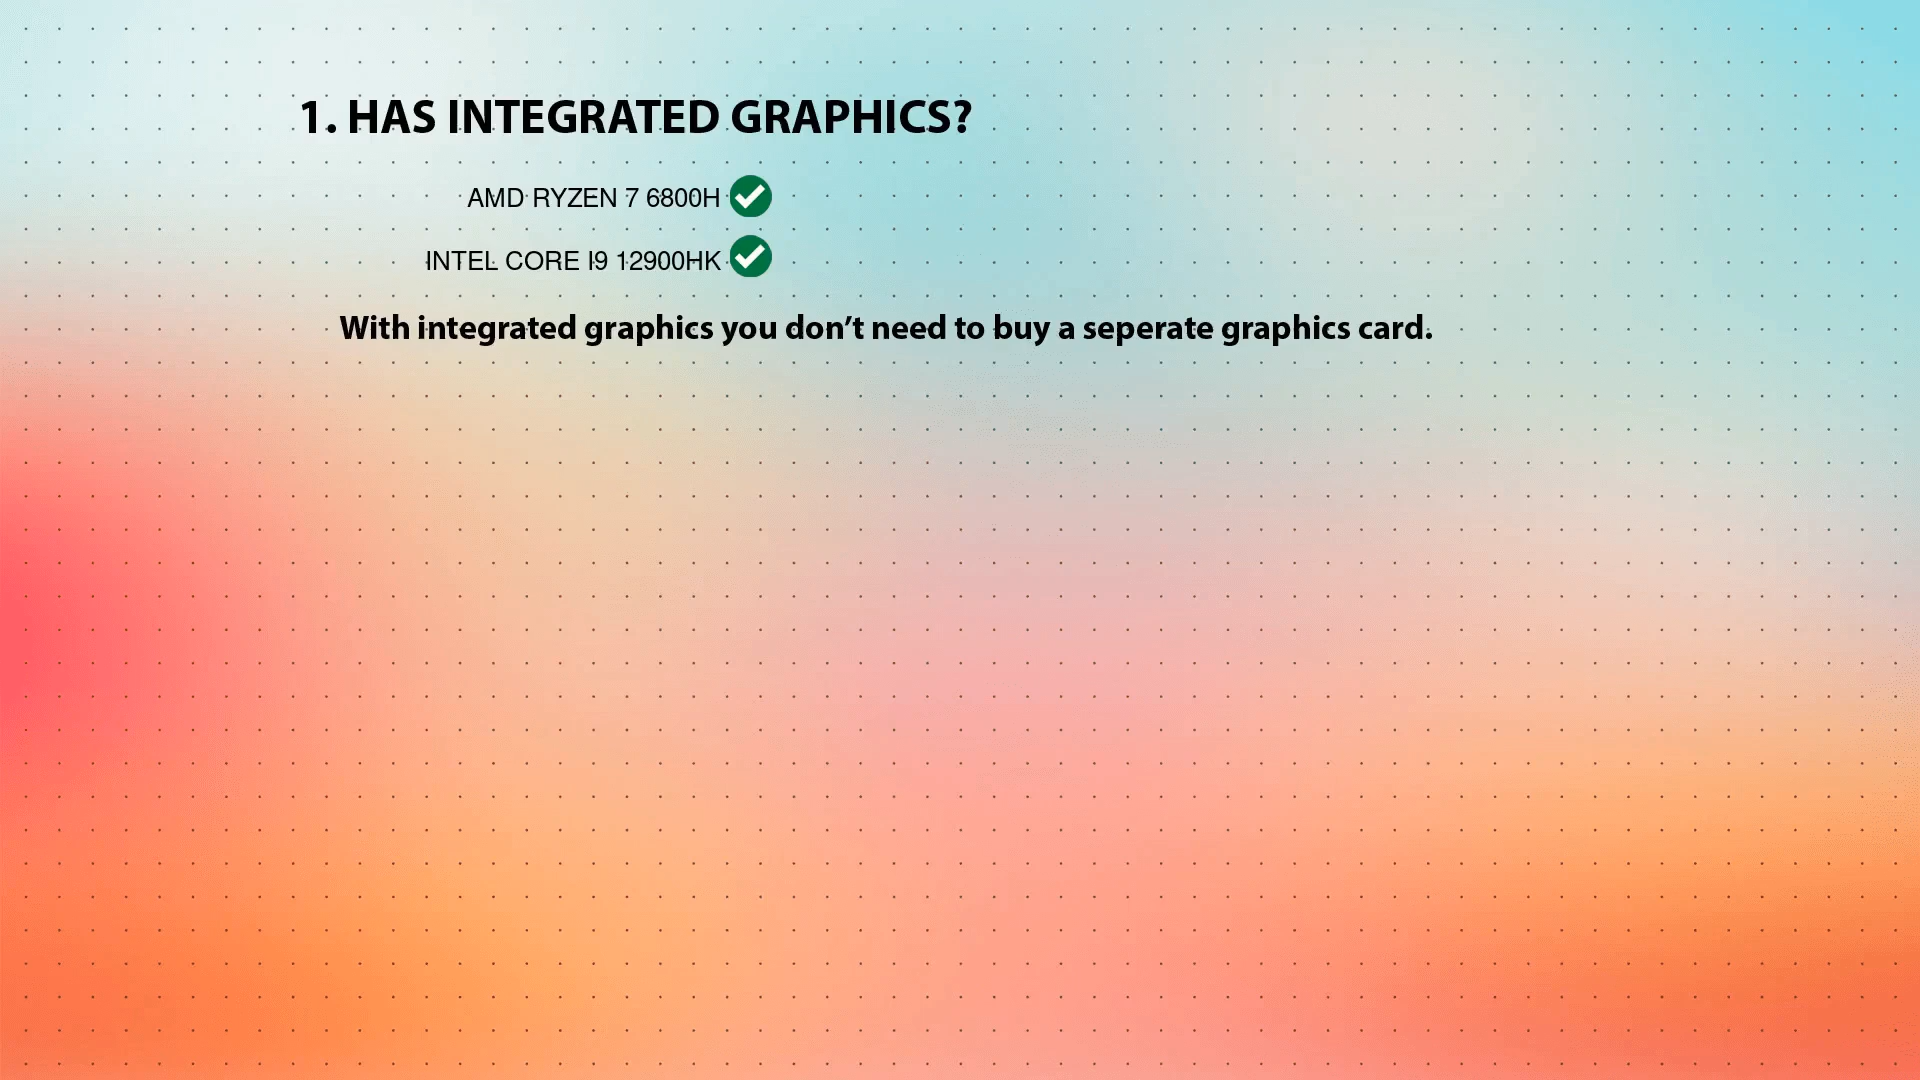 1. HAS INTEGRATED GRAPHICS?
AMD RYZEN 7 6800H
INTEL CORE I9 12900HK
With integrated graphics you don’t need to buy a seperate graphics card.